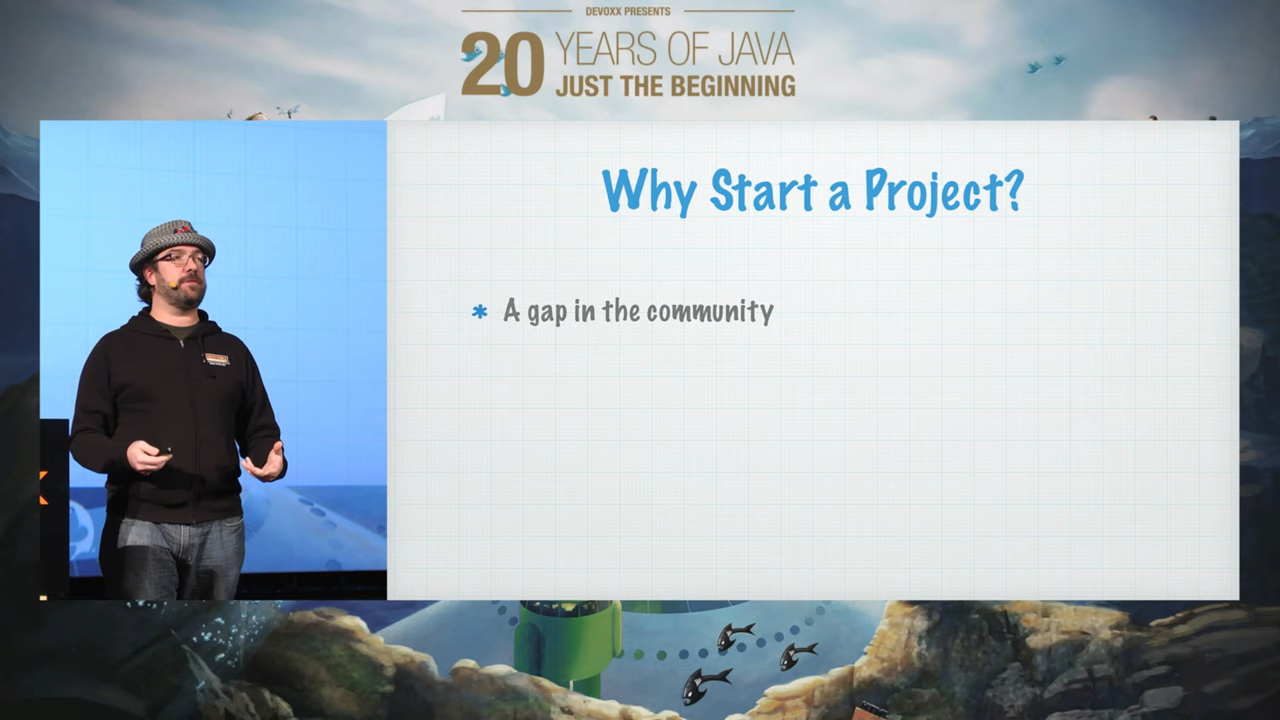 DEVOXX PRESENTS
20 YEARS OF JAVA
JUST THE BEGINNING
Why Start a Project?
* A gap in the community